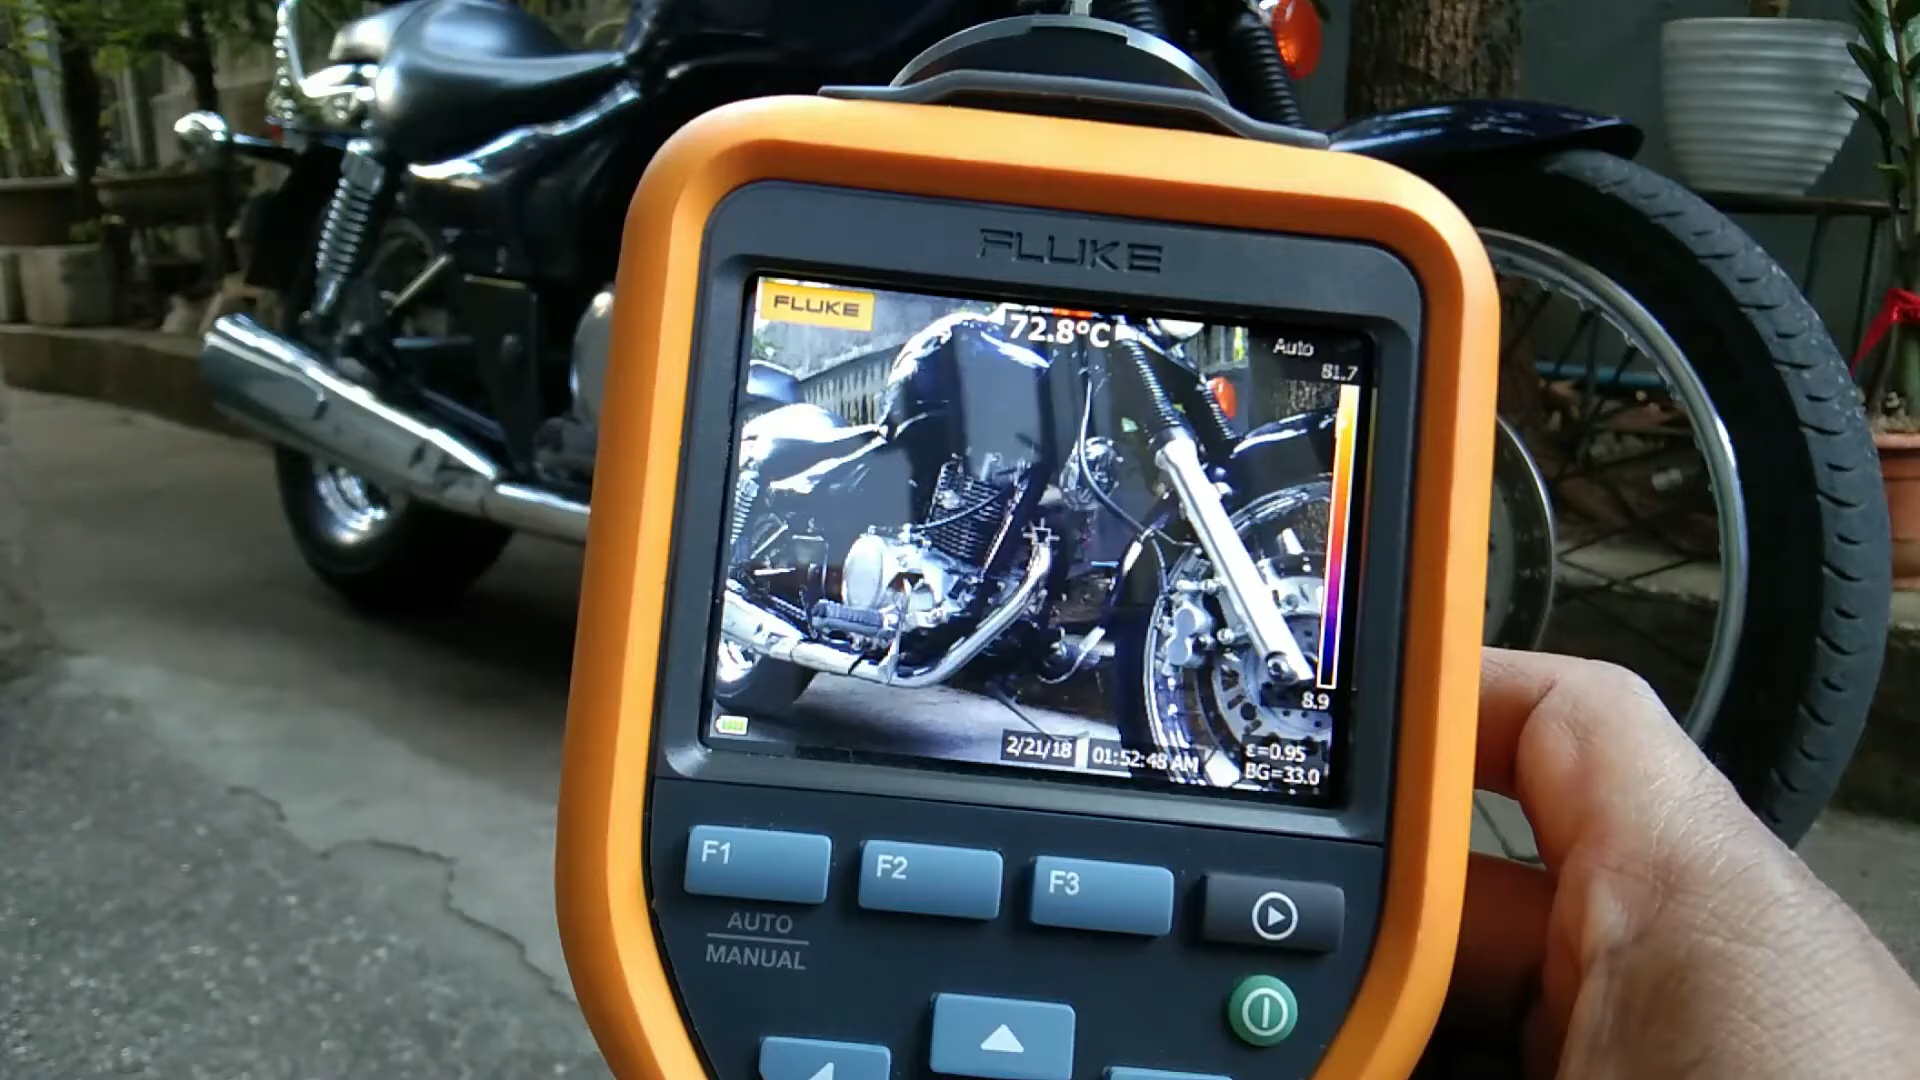 FLUKE
FLUKE
72.8°C
Auto
81.7
8.9
2/21/18
01:52:48 AM
ε=0.95
BG=33.0
F1
F2
F3
AUTO
MANUAL